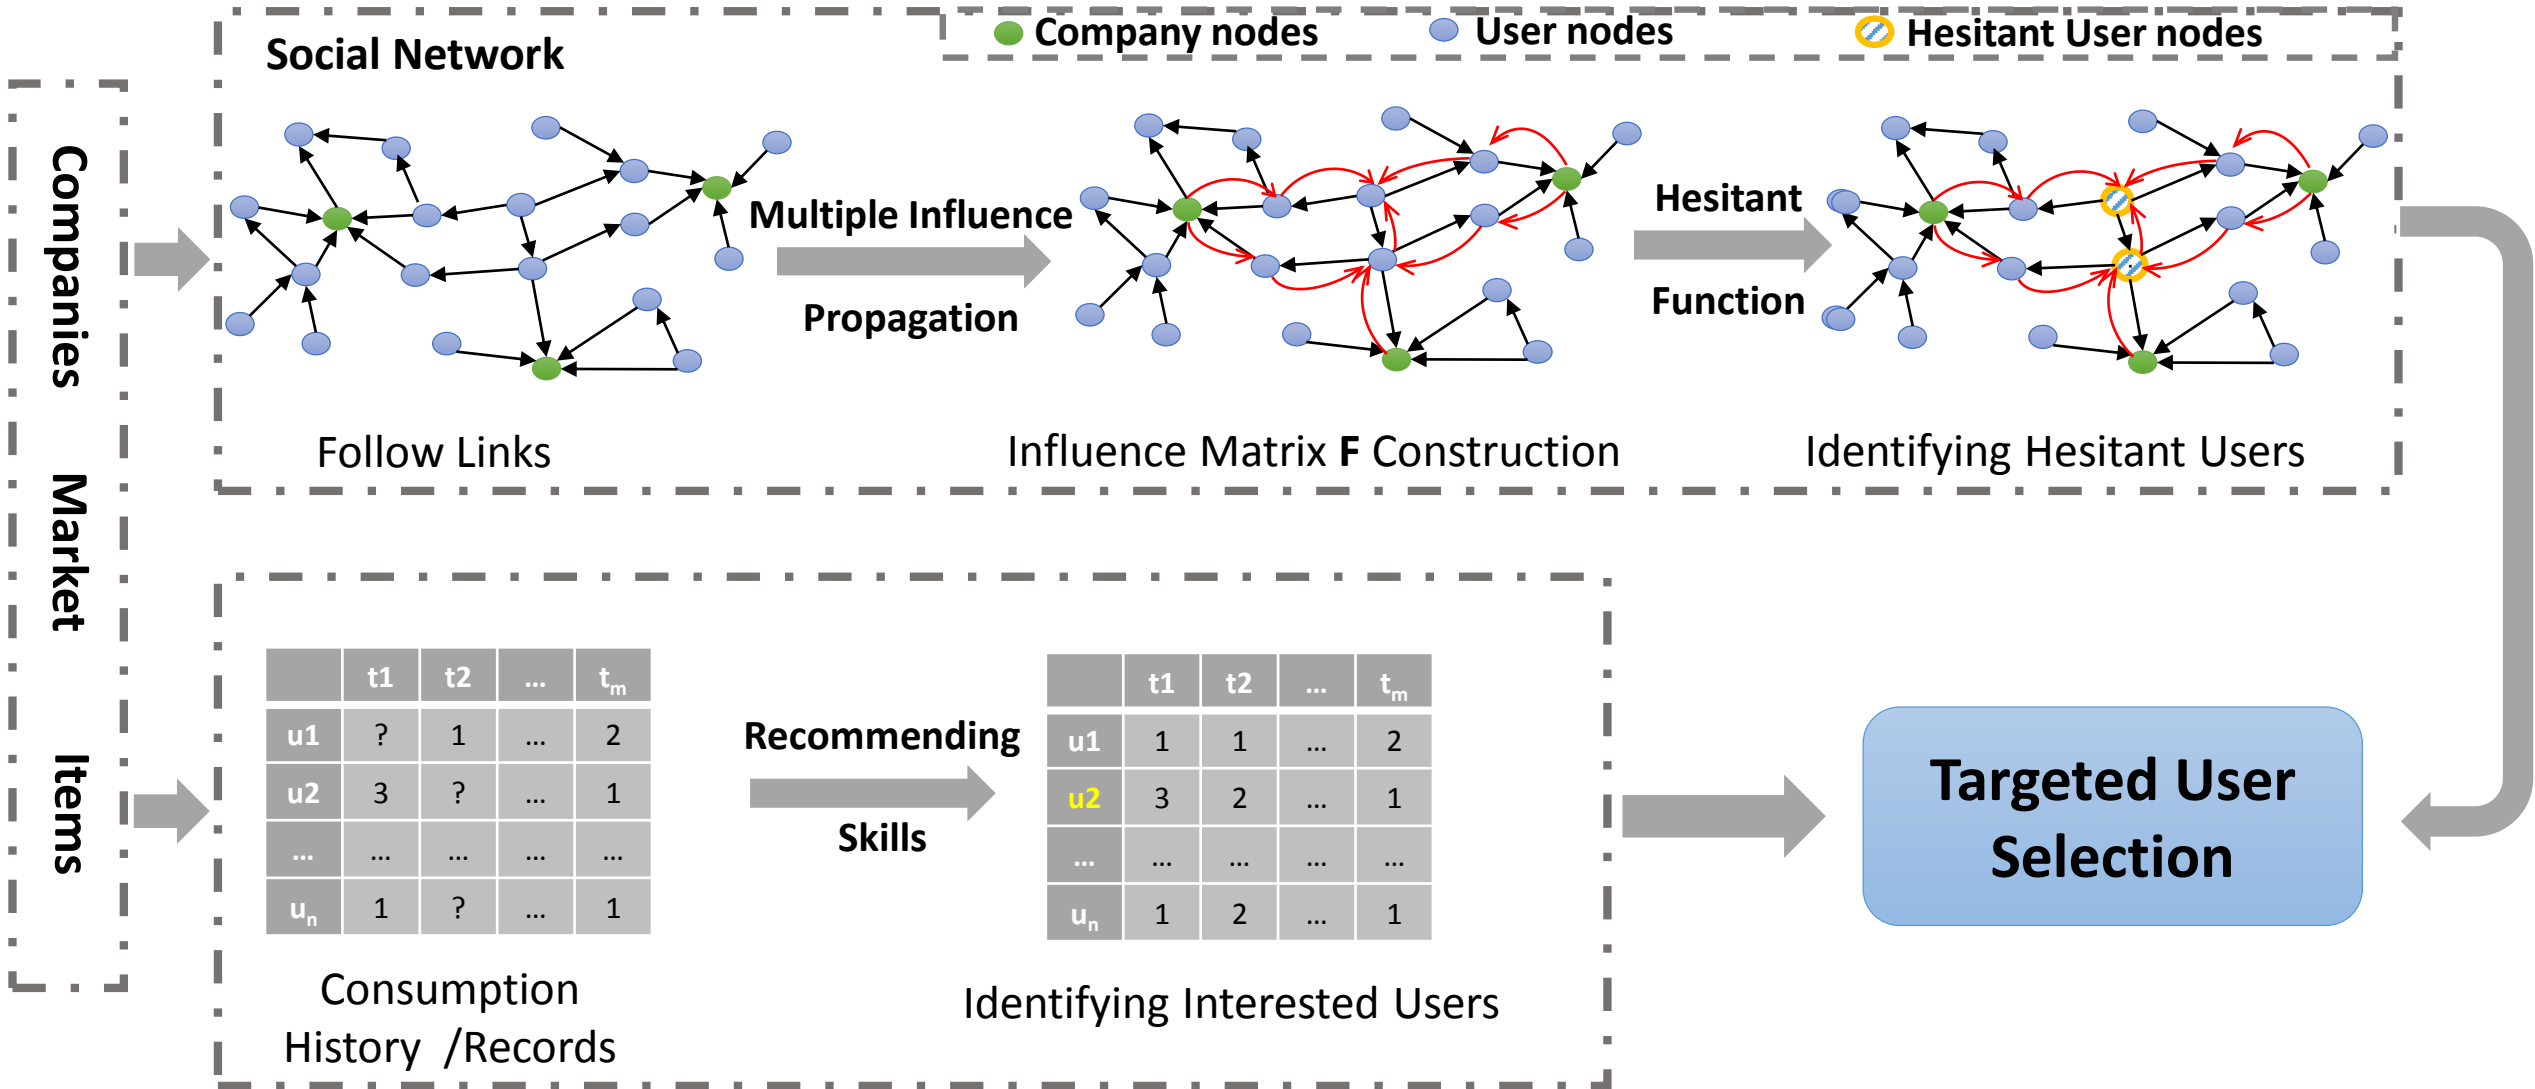 Company nodes
User nodes
Hesitant User nodes
Social Network
Companies Market Items
Multiple Influence
Propagation
Hesitant
Function
Follow Links
Influence Matrix F Construction
Identifying Hesitant Users
t1 t2 ... tm
u1 ? 1 ... 2
u2 3 ? ... 1
... ... ... ... ...
un 1 ? ... 1
Consumption
History /Records
Recommending
Skills
t1 t2 ... tm
u1 1 1 ... 2
u2 3 2 ... 1
... ... ... ... ...
un 1 2 ... 1
Identifying Interested Users
Targeted User
Selection